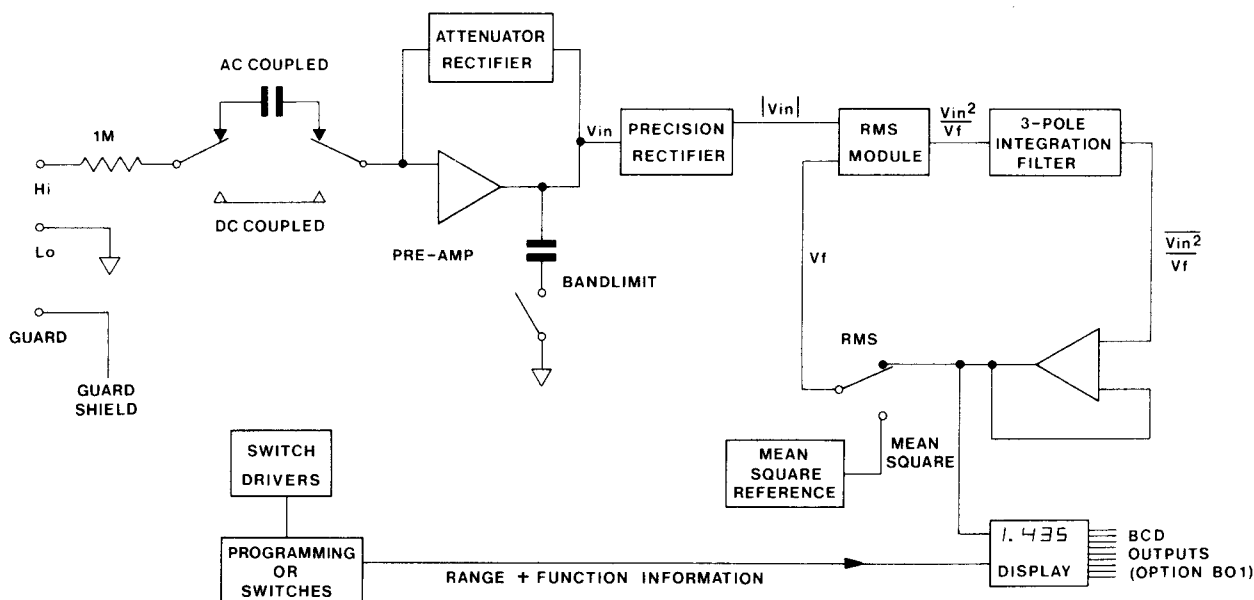 ATTENUATOR
RECTIFIER
AC COUPLED
1M
Hi
DC COUPLED
Lo
GUARD
GUARD
SHIELD
PRE-AMP
BANDLIMIT
Vin
PRECISION
RECTIFIER
|Vin|
RMS
MODULE
Vin²
Vf
3-POLE
INTEGRATION
FILTER
Vin²
Vf
Vf
RMS
MEAN
SQUARE
MEAN
SQUARE
REFERENCE
SWITCH
DRIVERS
PROGRAMMING
OR
SWITCHES
RANGE + FUNCTION INFORMATION
1.435
DISPLAY
BCD
OUTPUTS
(OPTION BO1)